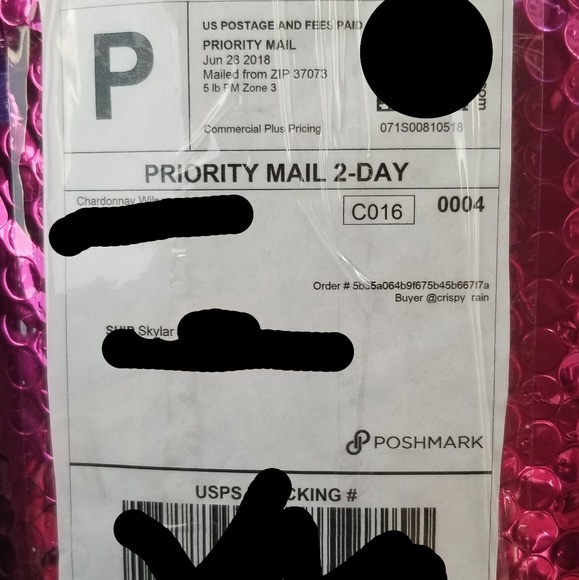 P
US POSTAGE AND FEES PAID
PRIORITY MAIL
Jun 23 2018
Mailed from ZIP 37073
5 lb PM Zone 3
Commercial Plus Pricing
071S00810518
com
PRIORITY MAIL 2-DAY
Chardonnay
C016
0004
Order #
Buyer @crispy rain
SHIP Skylar
POSHMARK
USPS CKING #